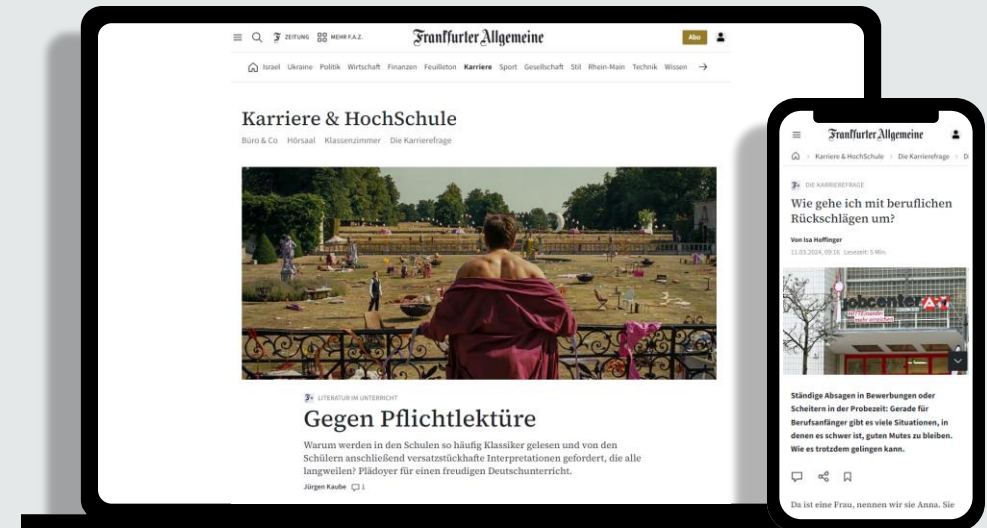 ZEITUNG MEHR F.A.Z. Frankfurter Allgemeine Abo
Israel Ukraine Politik Wirtschaft Finanzen Feuilleton Karriere Sport Gesellschaft Stil Rhein-Main Technik Wissen
Karriere & HochSchule
Büro & Co Hörsaal Klassenzimmer Die Karrierefrage
F+ LITERATUR IM UNTERRICHT
Gegen Pflichtlektüre
Warum werden in den Schulen so häufig Klassiker gelesen und von den
Schülern anschließend versatzstückhafte Interpretationen gefordert, die alle
langweilen? Plädoyer für einen freudigen Deutschunterricht.
Jürgen Kaube 1
Frankfurter Allgemeine
Karriere & HochSchule Die Karrierefrage D
F+ DIE KARRIEREFRAGE
Wie gehe ich mit beruflichen
Rückschlägen um?
Von Isa Hoffinger
11.03.2024, 09:16 Lesezeit: 5 Min.
jobcenter
Ständige Absagen in Bewerbungen oder
Scheitern in der Probezeit: Gerade für
Berufsanfänger gibt es viele Situationen, in
denen es schwer ist, guten Mutes zu bleiben.
Wie es trotzdem gelingen kann.
Da ist eine Frau, nennen wir sie Anna. Sie